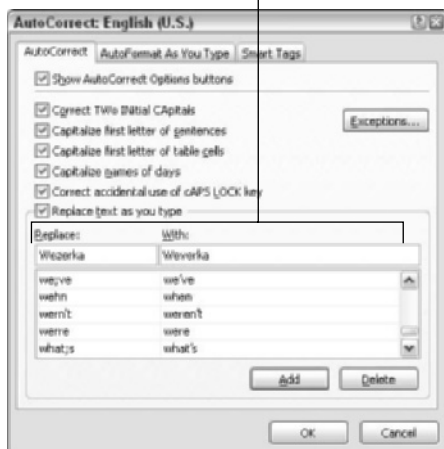 AutoCorrect: English (U.S.)
AutoCorrect AutoFormat As You Type Smart Tags
Show AutoCorrect Options buttons
Correct TWo INitial CApitals
Exceptions...
Capitalize first letter of sentences
Capitalize first letter of table cells
Capitalize names of days
Correct accidental use of cAPS LOCK key
Replace text as you type
Replace: With:
Wezerka Weverka
we;ve we've
wehn when
wern't weren't
werre were
what;s what's
Add Delete
OK Cancel